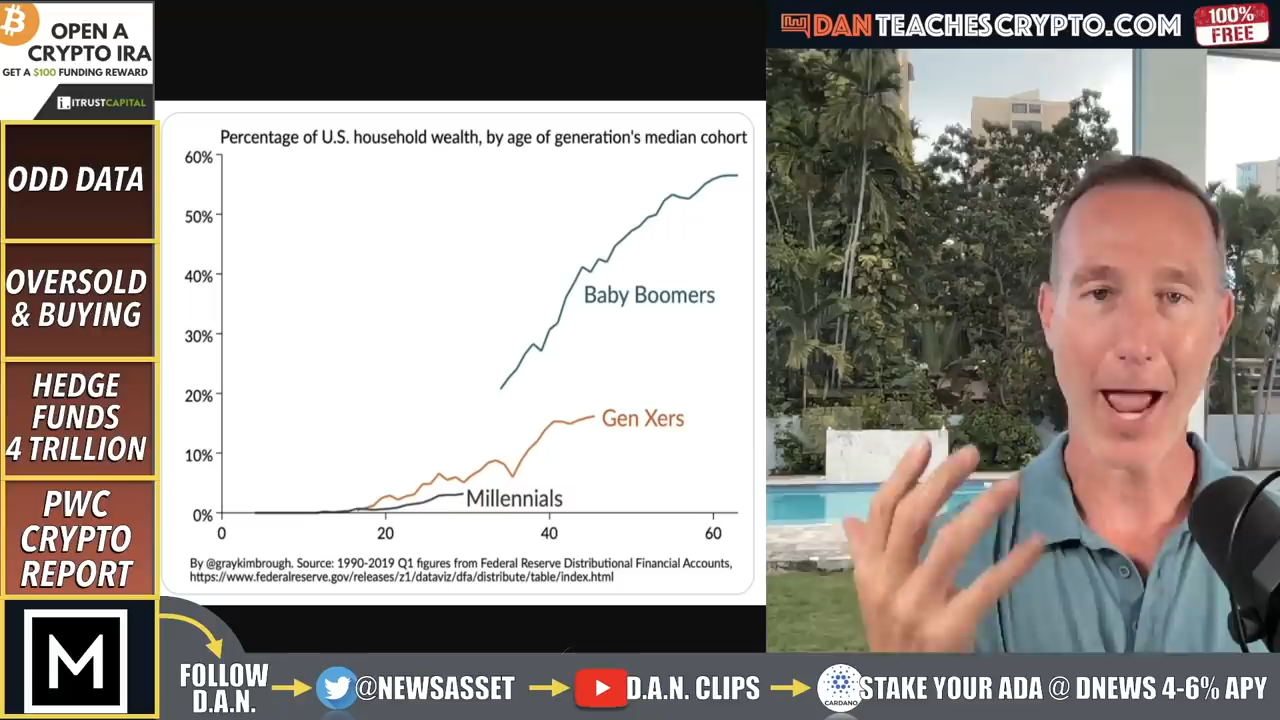 OPEN A
CRYPTO IRA
GET A $100 FUNDING REWARD
ITRUSTCAPITAL
ODD DATA
OVERSOLD
& BUYING
HEDGE
FUNDS
4 TRILLION
PWC
CRYPTO
REPORT
M
DANTEACHESCRYPTO.COM
100%
FREE
Percentage of U.S. household wealth, by age of generation's median cohort
60%
50%
40%
30%
20%
10%
0%
Baby Boomers
Gen Xers
Millennials
0 20 40 60
By @graykimbrough. Source: 1990-2019 Q1 figures from Federal Reserve Distributional Financial Accounts,
https://www.federalreserve.gov/releases/z1/dataviz/dfa/distribute/table/index.html
FOLLOW
D.A.N.
@NEWSASSET
D.A.N. CLIPS
CARDANO
STAKE YOUR ADA @ DNEWS 4-6% APY